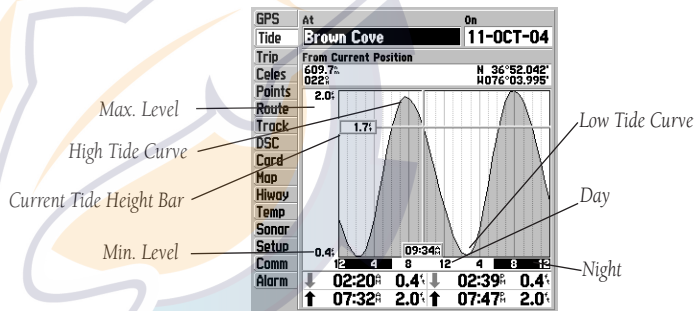 GPS
Tide
Trip
Celes
Points
Route
Track
DSC
Card
Map
Hiway
Temp
Sonar
Setup
Comm
Alarm
At
On
Brown Cove
11-OCT-04
From Current Position
609.7
022
N 36°52.042'
W076°03.995'
2.0
1.7
0.4
09:34
12 4 8 12 4 8 12
02:20 0.4 02:39 0.4
07:32 2.0 07:47 2.0
Max. Level
High Tide Curve
Current Tide Height Bar
Min. Level
Low Tide Curve
Day
Night